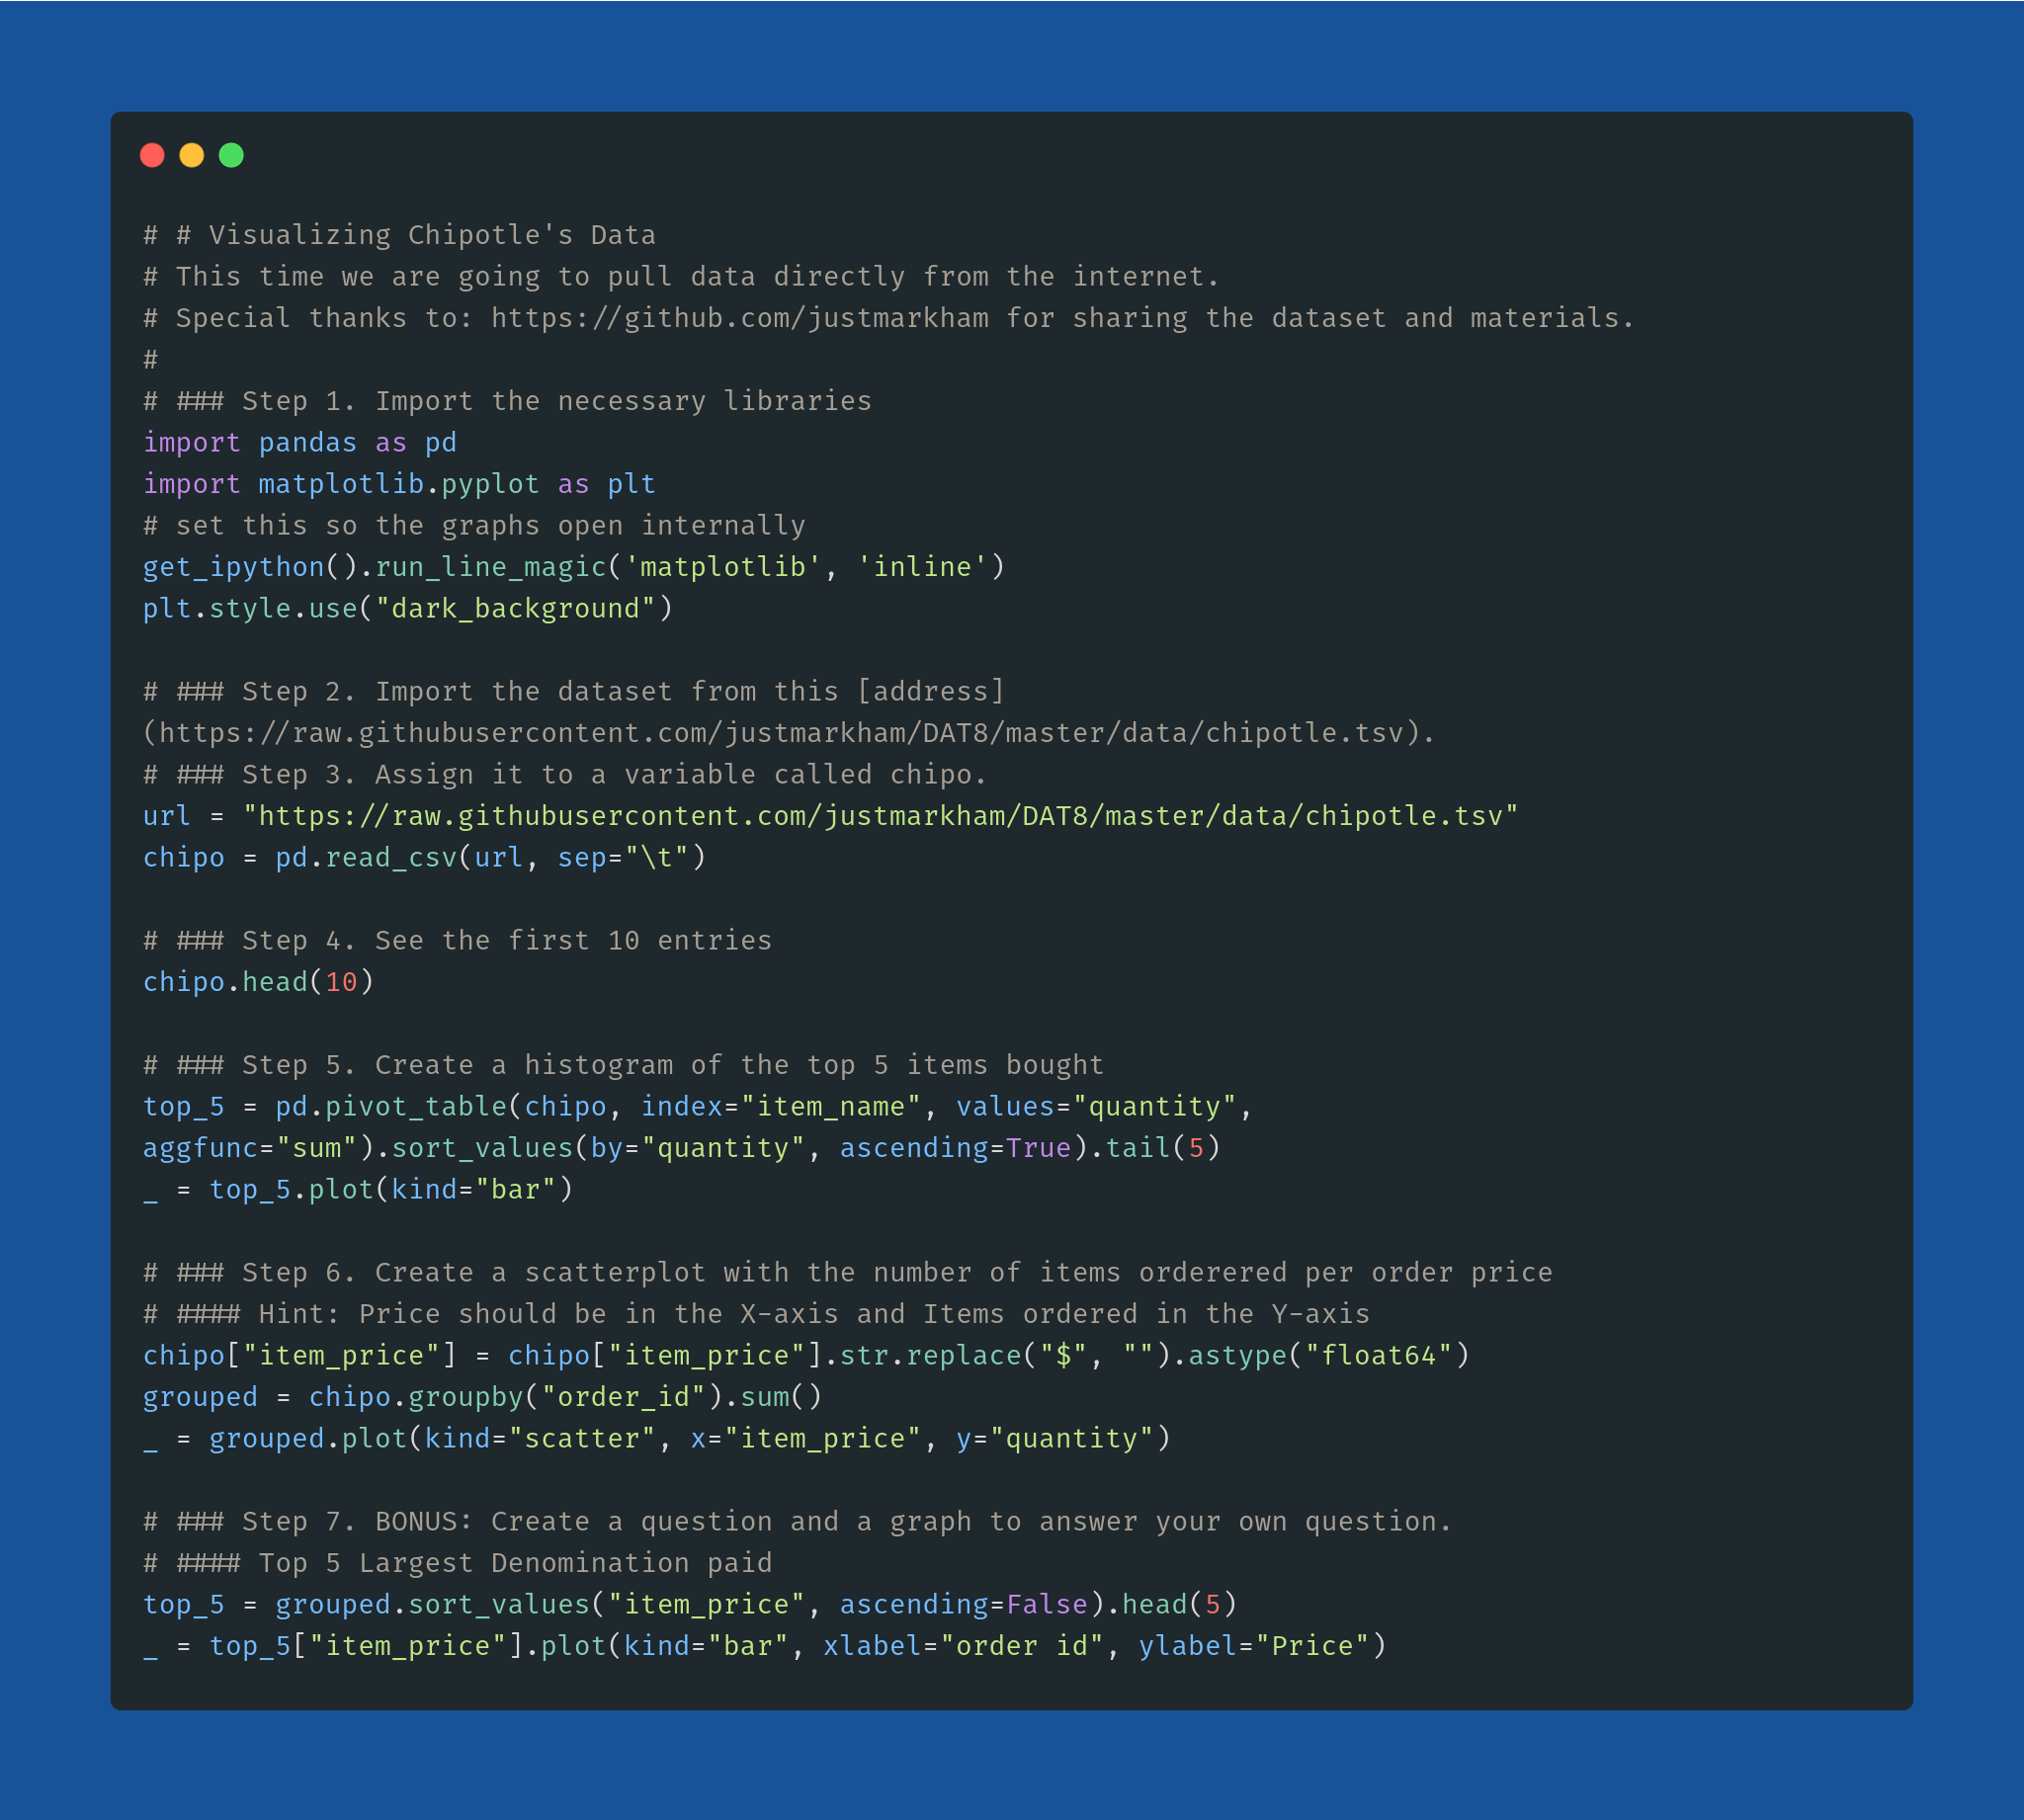 # # Visualizing Chipotle's Data
# This time we are going to pull data directly from the internet.
# Special thanks to: https://github.com/justmarkham for sharing the dataset and materials.
#
# ### Step 1. Import the necessary libraries
import pandas as pd
import matplotlib.pyplot as plt
# set this so the graphs open internally
get_ipython().run_line_magic('matplotlib', 'inline')
plt.style.use("dark_background")

# ### Step 2. Import the dataset from this [address]
(https://raw.githubusercontent.com/justmarkham/DAT8/master/data/chipotle.tsv).
# ### Step 3. Assign it to a variable called chipo.
url = "https://raw.githubusercontent.com/justmarkham/DAT8/master/data/chipotle.tsv"
chipo = pd.read_csv(url, sep="\t")

# ### Step 4. See the first 10 entries
chipo.head(10)

# ### Step 5. Create a histogram of the top 5 items bought
top_5 = pd.pivot_table(chipo, index="item_name", values="quantity",
aggfunc="sum").sort_values(by="quantity", ascending=True).tail(5)
_ = top_5.plot(kind="bar")

# ### Step 6. Create a scatterplot with the number of items orderered per order price
# #### Hint: Price should be in the X-axis and Items ordered in the Y-axis
chipo["item_price"] = chipo["item_price"].str.replace("$", "").astype("float64")
grouped = chipo.groupby("order_id").sum()
_ = grouped.plot(kind="scatter", x="item_price", y="quantity")

# ### Step 7. BONUS: Create a question and a graph to answer your own question.
# #### Top 5 Largest Denomination paid
top_5 = grouped.sort_values("item_price", ascending=False).head(5)
_ = top_5["item_price"].plot(kind="bar", xlabel="order id", ylabel="Price")